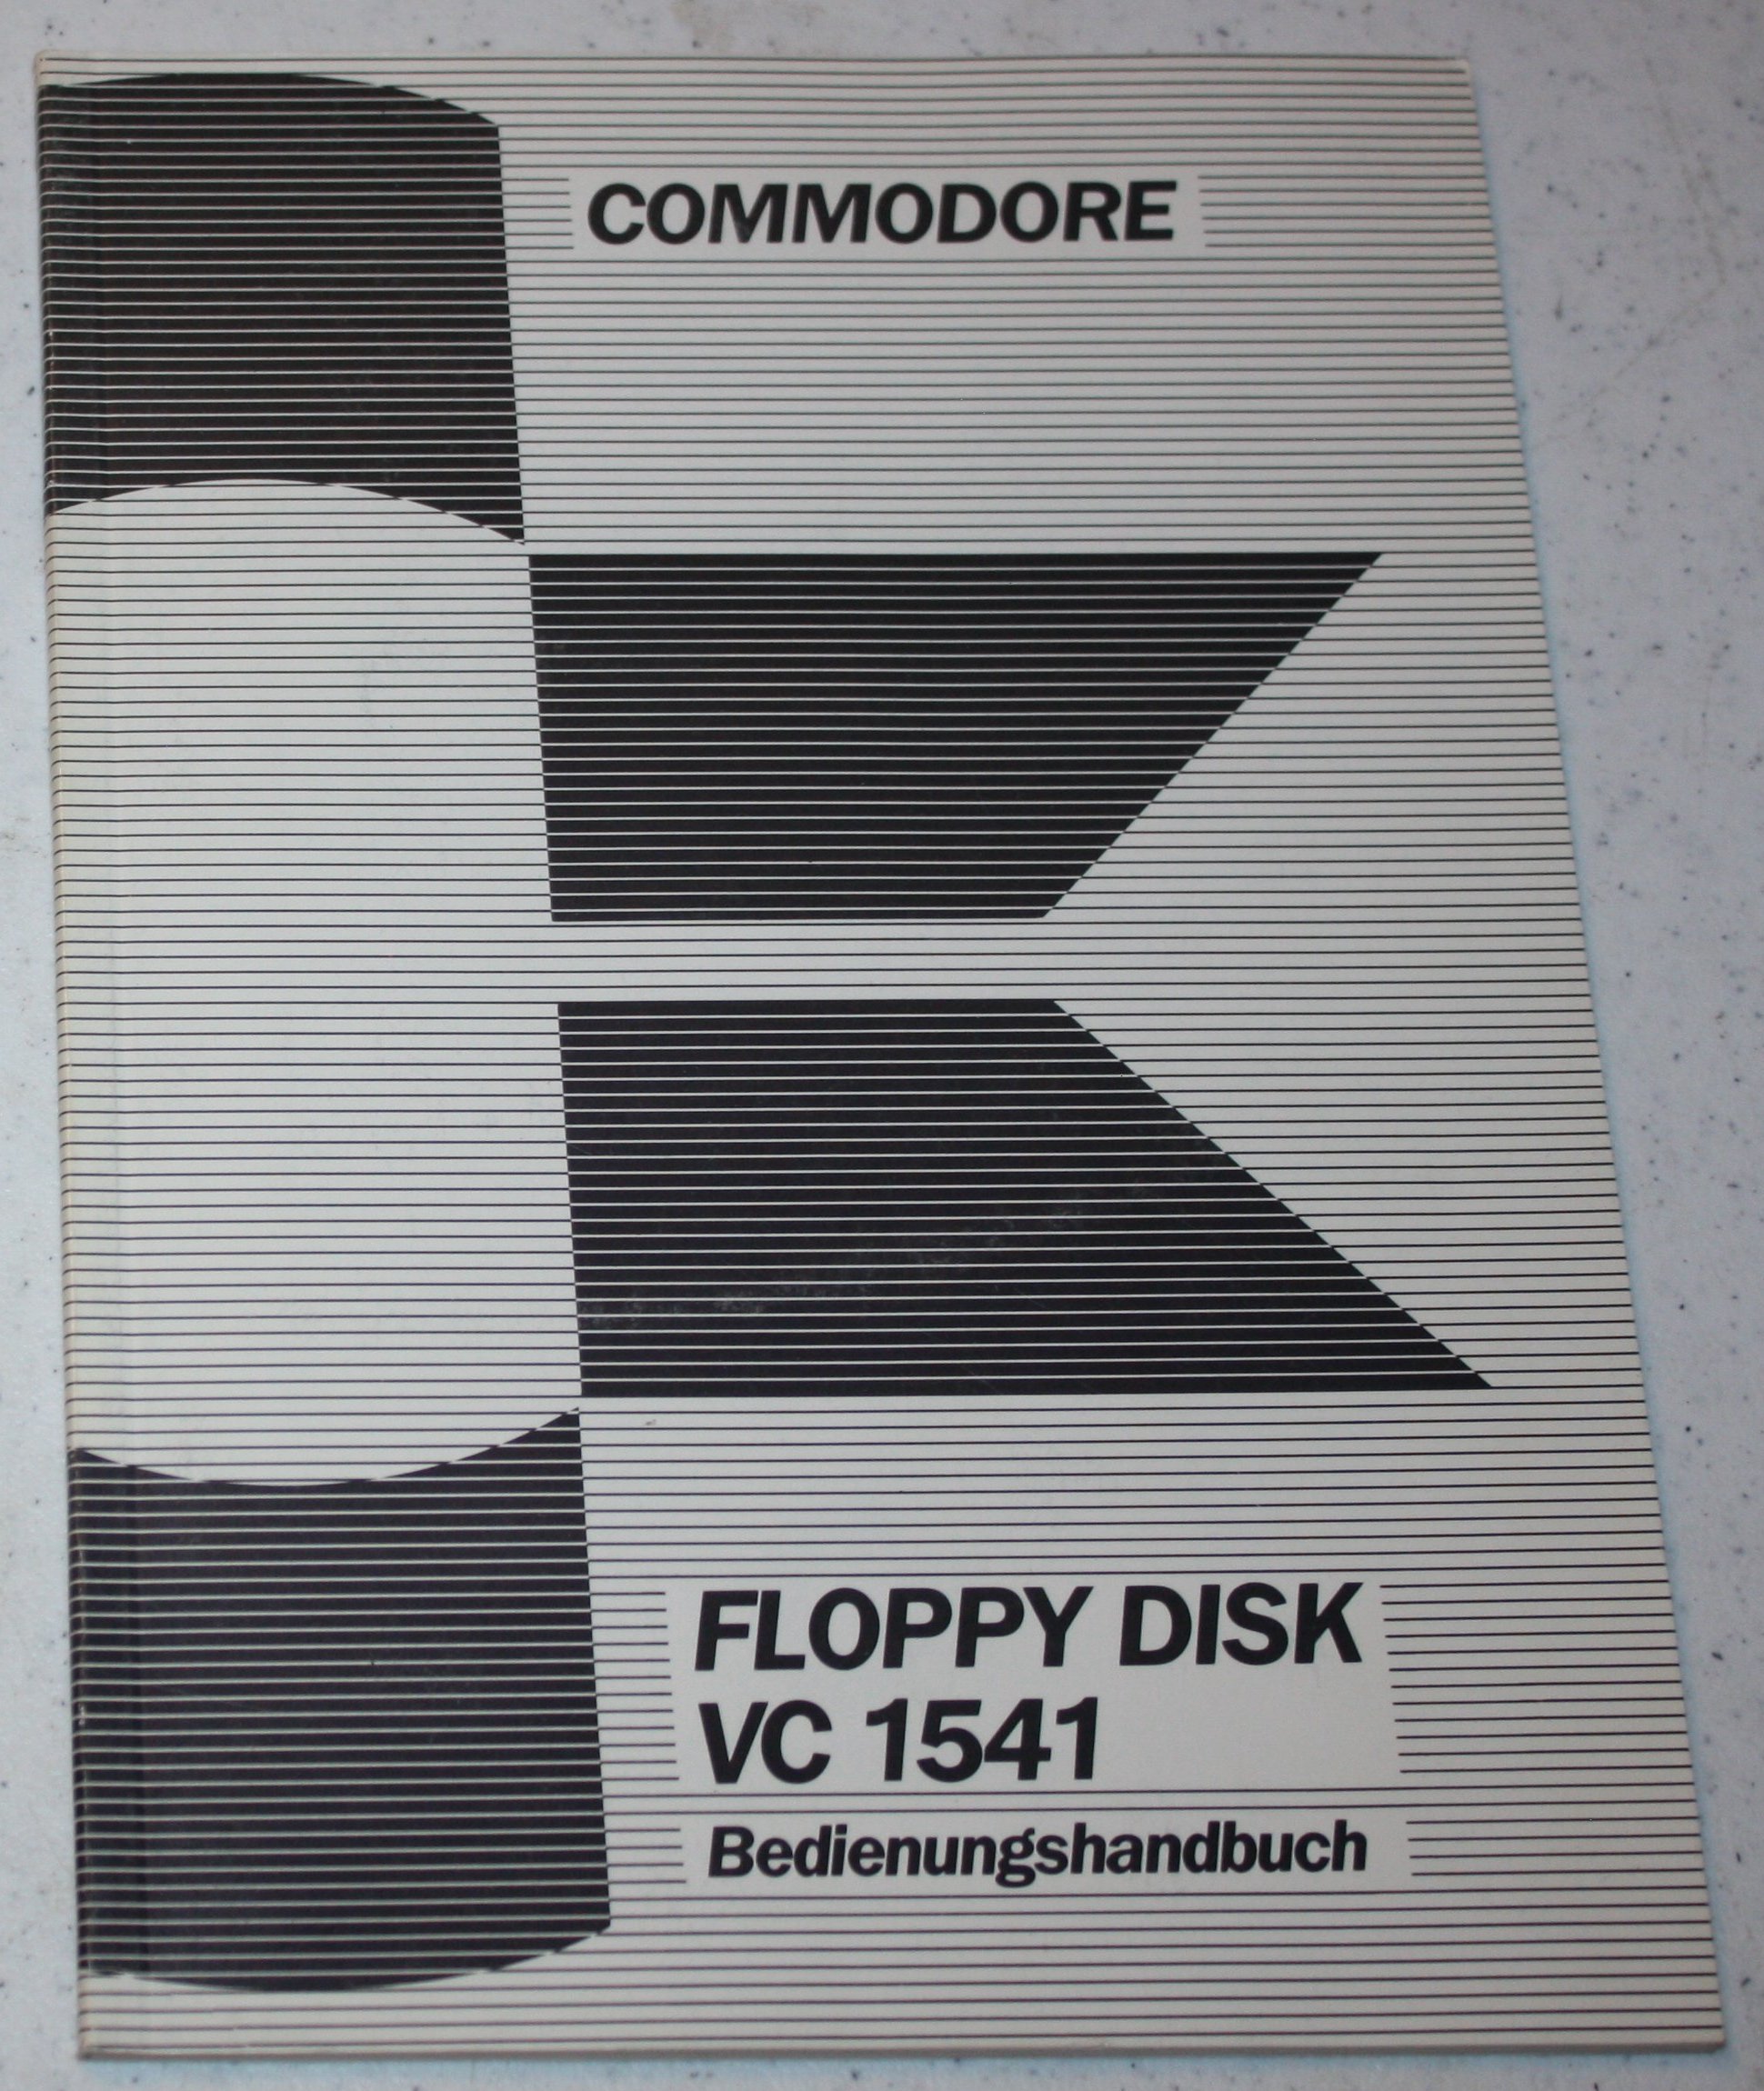 COMMODORE
FLOPPY DISK
VC 1541
Bedienungshandbuch